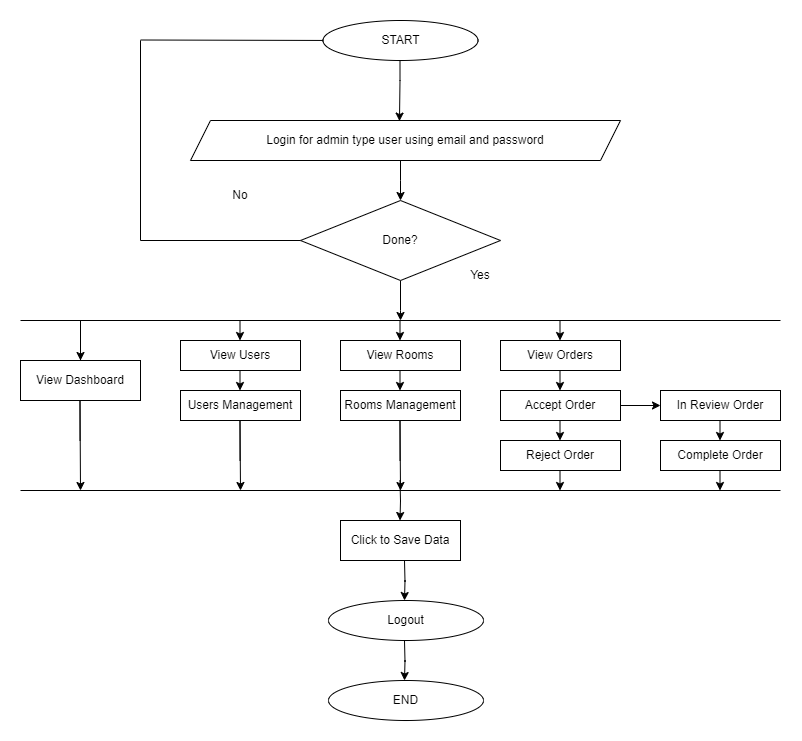 START
Login for admin type user using email and password
No
Done?
Yes
View Users
View Rooms
View Orders
View Dashboard
Users Management
Rooms Management
Accept Order
In Review Order
Reject Order
Complete Order
Click to Save Data
Logout
END